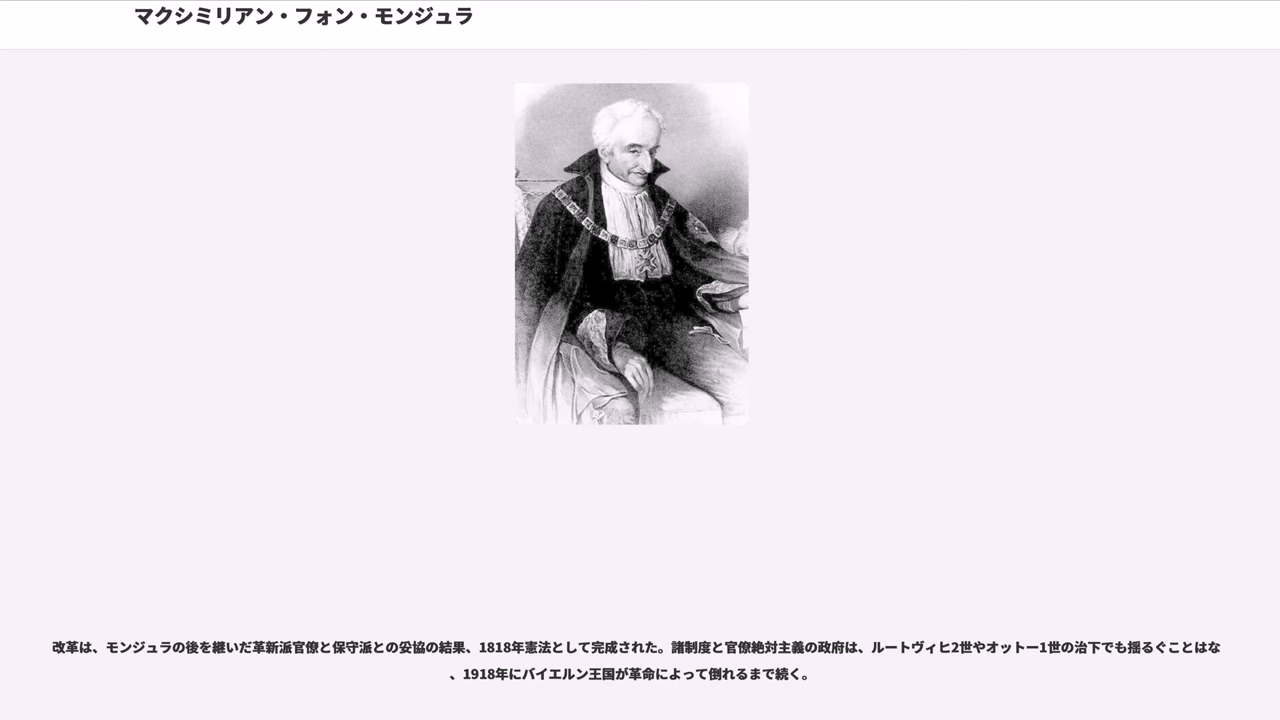 マクシミリアン・フォン・モンジュラ
改革は、モンジュラの後を継いだ革新派官僚と保守派との妥協の結果、1818年憲法として完成された。諸制度と官僚絶対主義の政府は、ルートヴィヒ2世やオットー1世の治下でも揺るぐことはな
、1918年にバイエルン王国が革命によって倒れるまで続く。